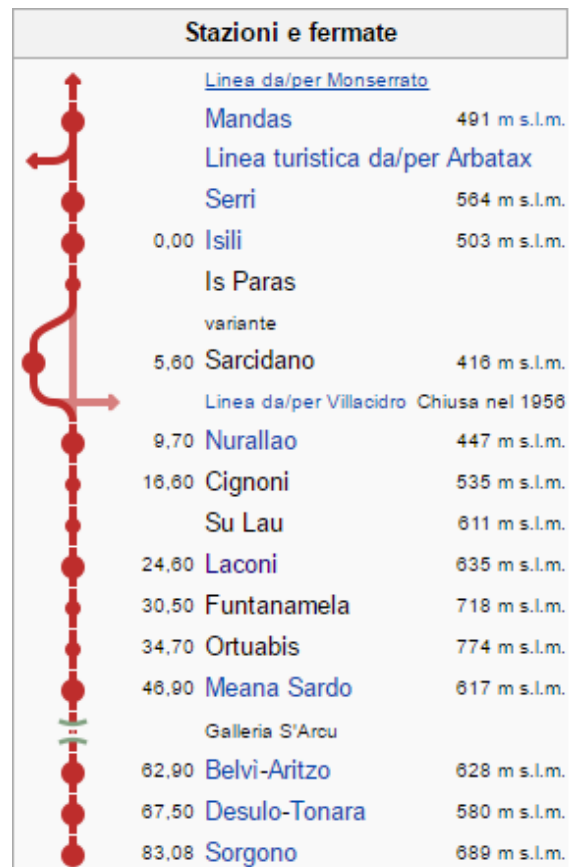 Stazioni e fermate
Linea da/per Monserrato
Mandas 491 m s.l.m.
Linea turistica da/per Arbatax
Serri 564 m s.l.m.
0,00 Isili 503 m s.l.m.
Is Paras
variante
5,60 Sarcidano 416 m s.l.m.
Linea da/per Villacidro Chiusa nel 1956
9,70 Nurallao 447 m s.l.m.
16,60 Cignoni 535 m s.l.m.
Su Lau 611 m s.l.m.
24,60 Laconi 635 m s.l.m.
30,50 Funtanamela 718 m s.l.m.
34,70 Ortuabis 774 m s.l.m.
46,90 Meana Sardo 617 m s.l.m.
Galleria S'Arcu
62,90 Belvì-Aritzo 628 m s.l.m.
67,50 Desulo-Tonara 580 m s.l.m.
83,08 Sorgono 689 m s.l.m.